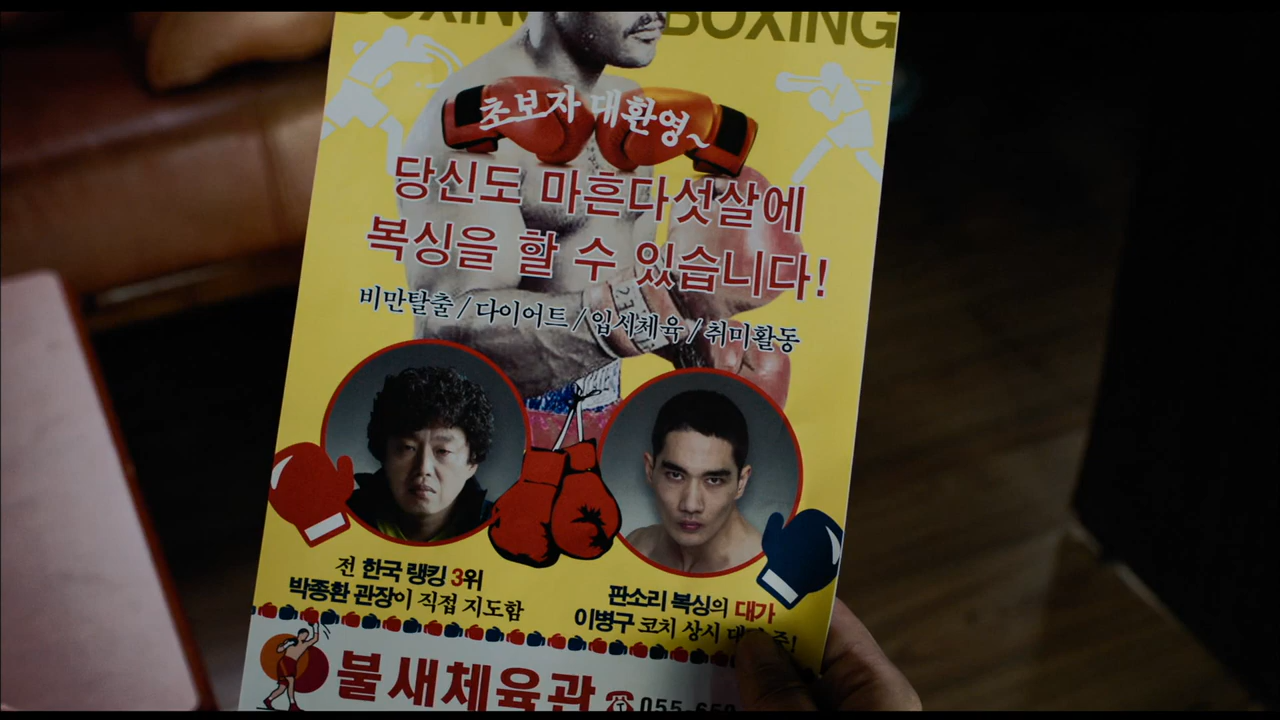 BOXING BOXING
초보자 대환영~
당신도 마흔다섯살에
복싱을 할 수 있습니다!
비만탈출/다이어트/입시체육/취미활동
전 한국 랭킹 3위
박종환 관장이 직접 지도함
판소리 복싱의 대가
이병구 코치 상시 대기 중!
불새체육관 ☎055-650